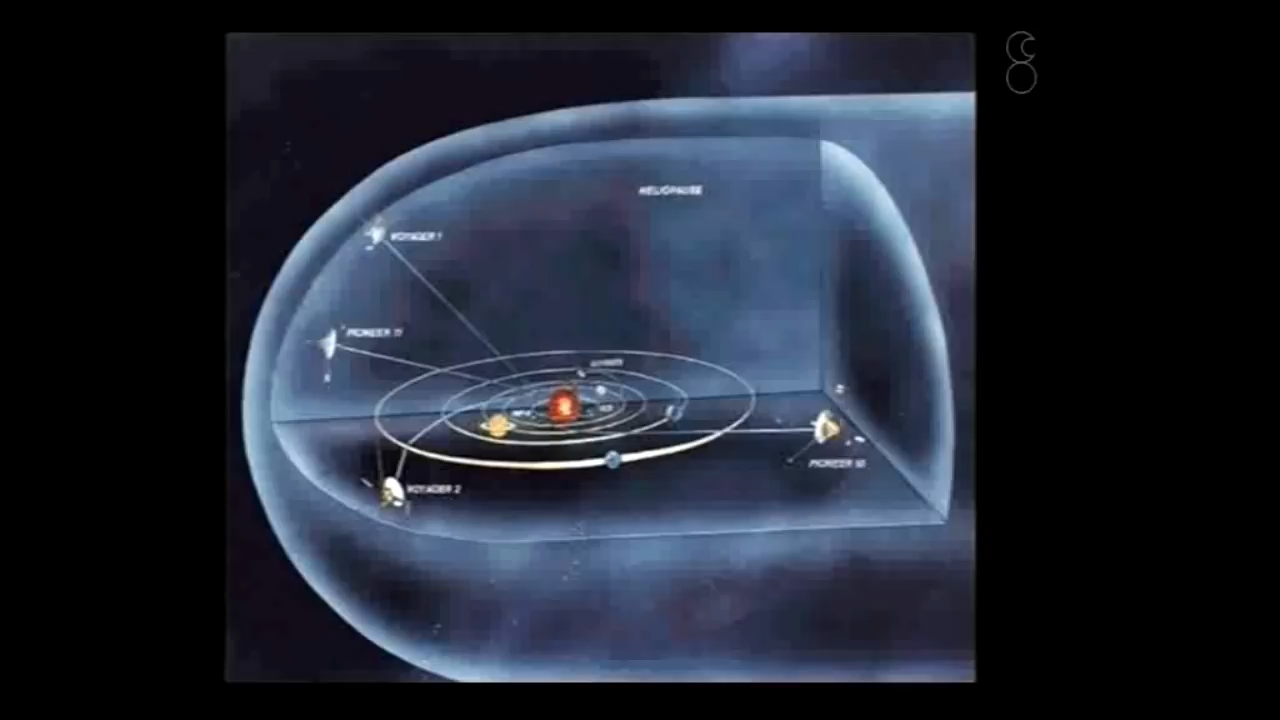 HELIOPAUSE
VOYAGER 1
PIONEER 11
VOYAGER 2
PIONEER 10